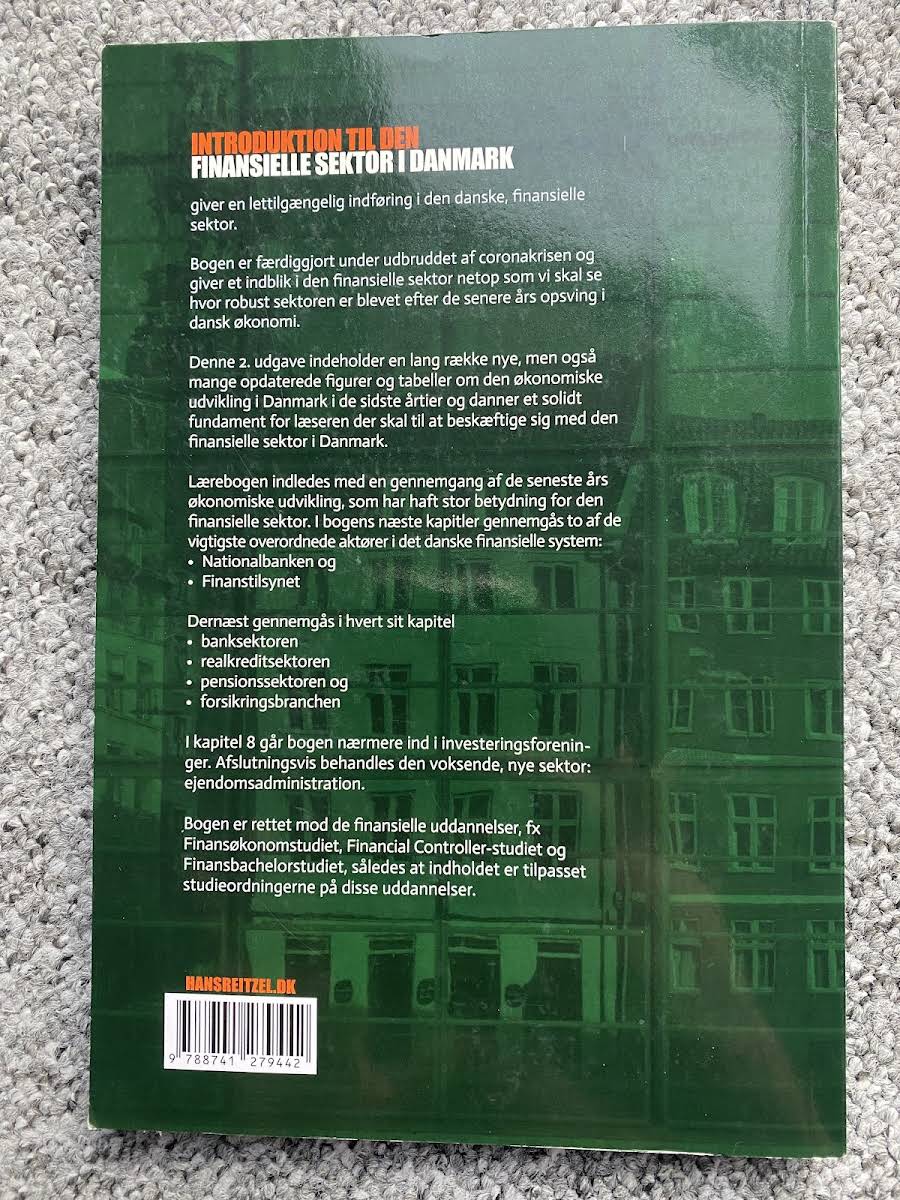 INTRODUKTION TIL DEN
FINANSIELLE SEKTOR I DANMARK
giver en lettilgængelig indføring i den danske, finansielle
sektor.
Bogen er færdiggjort under udbruddet af coronakrisen og
giver et indblik i den finansielle sektor netop som vi skal se
hvor robust sektoren er blevet efter de senere års opsving i
dansk økonomi.
Denne 2. udgave indeholder en lang række nye, men også
mange opdaterede figurer og tabeller om den økonomiske
udvikling i Danmark i de sidste årtier og danner et solidt
fundament for læseren der skal til at beskæftige sig med den
finansielle sektor i Danmark.
Lærebogen indledes med en gennemgang af de seneste års
økonomiske udvikling, som har haft stor betydning for den
finansielle sektor. I bogens næste kapitler gennemgås to af de
vigtigste overordnede aktører i det danske finansielle system:
• Nationalbanken og
• Finanstilsynet
Dernæst gennemgås i hvert sit kapitel
• banksektoren
• realkreditsektoren
• pensionssektoren og
• forsikringsbranchen
I kapitel 8 går bogen nærmere ind i investeringsforenin-
ger. Afslutningsvis behandles den voksende, nye sektor:
ejendomsadministration.
Bogen er rettet mod de finansielle uddannelser, fx
Finansøkonomstudiet, Financial Controller-studiet og
Finansbachelorstudiet, således at indholdet er tilpasset
studieordningerne på disse uddannelser.
HANSREITZEL.DK
9 788741 279442